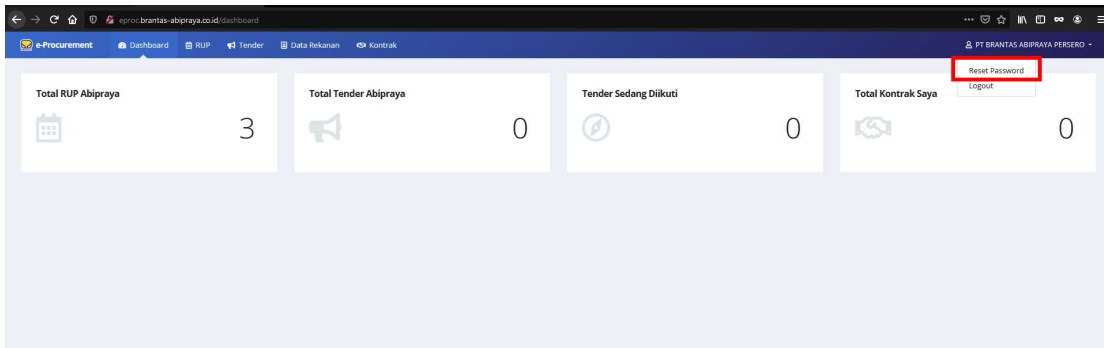 eproc.brantas-abipraya.co.id/dashboard
e-Procurement Dashboard RUP Tender Data Rekanan Kontrak PT BRANTAS ABIPRAYA PERSERO
Reset Password
Logout
Total RUP Abipraya
3
Total Tender Abipraya
0
Tender Sedang Diikuti
0
Total Kontrak Saya
0